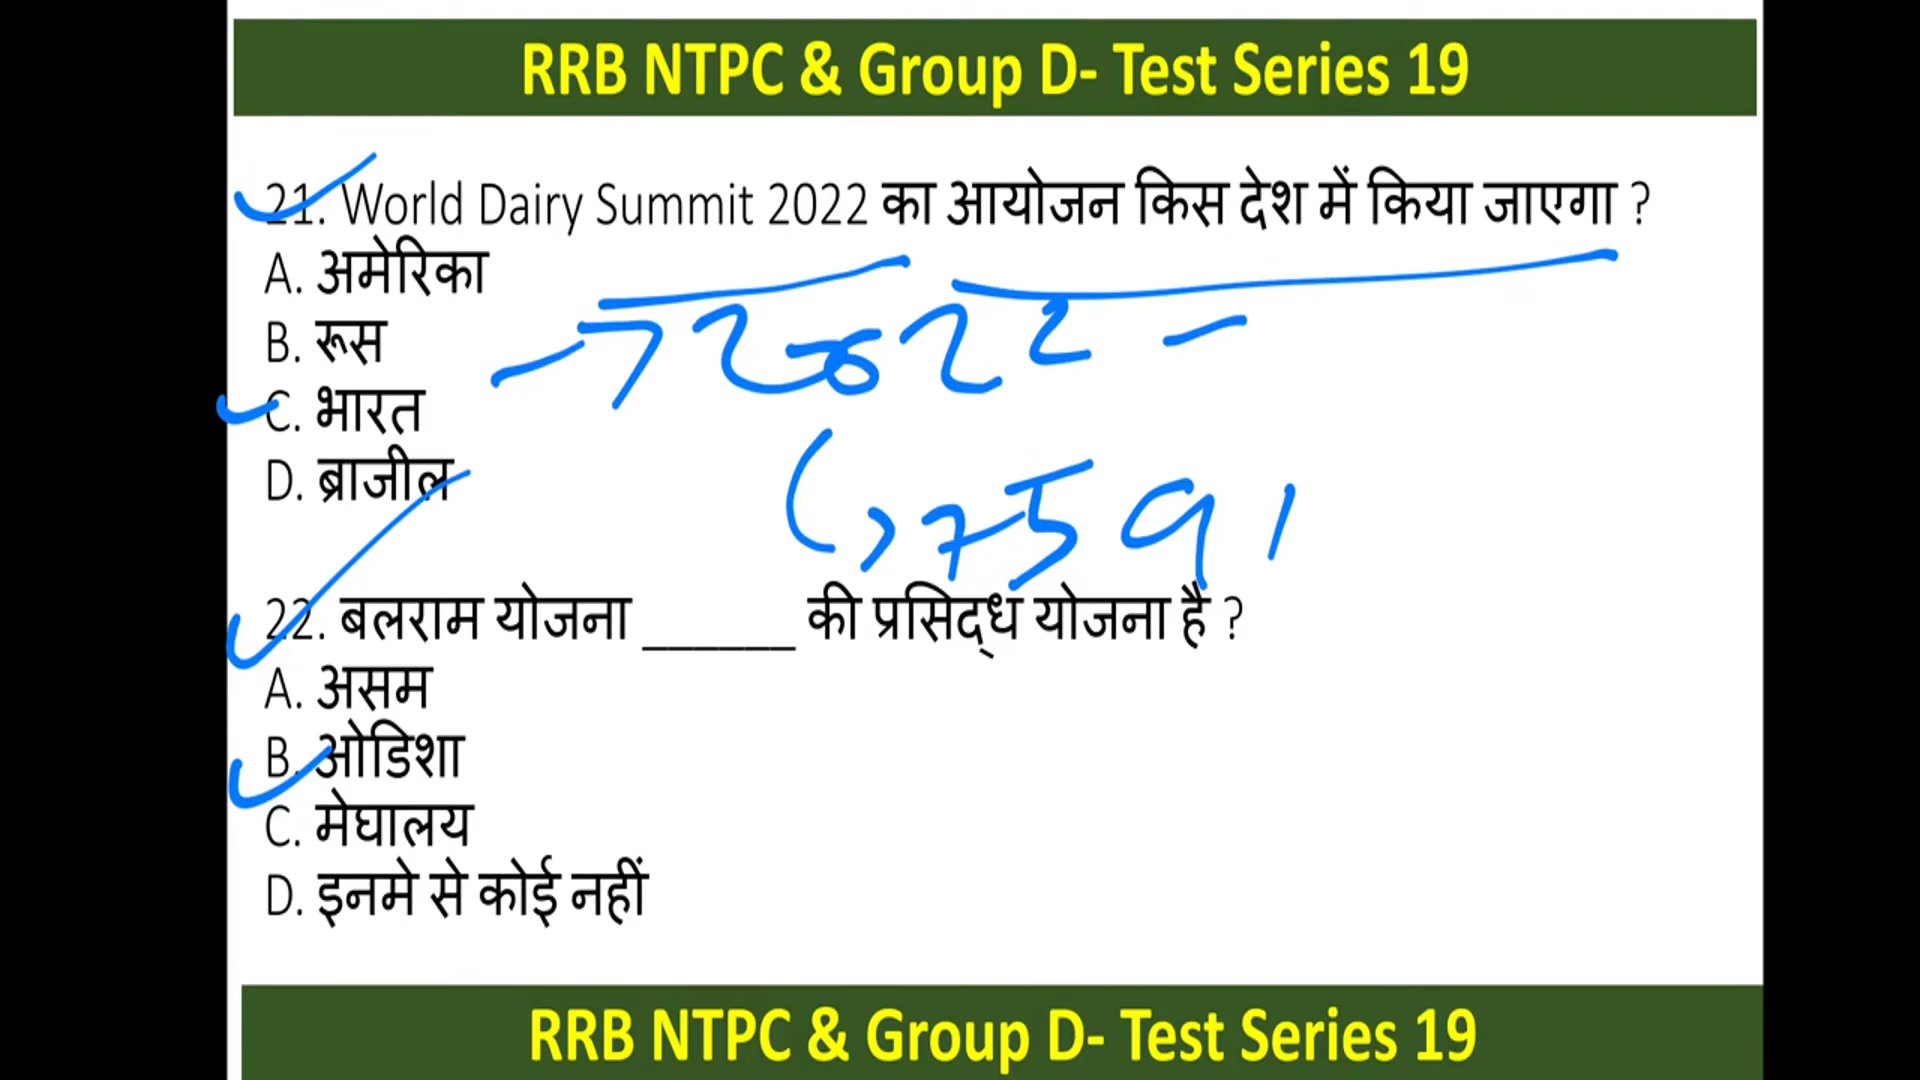 RRB NTPC & Group D- Test Series 19
21. World Dairy Summit 2022 का आयोजन किस देश में किया जाएगा ?
A. अमेरिका
B. रूस
2022 -
C. भारत
D. ब्राजील
22. बलराम योजना ______ की प्रसिद्ध योजना है ?
A. असम
B. ओडिशा
C. मेघालय
D. इनमे से कोई नहीं
RRB NTPC & Group D- Test Series 19